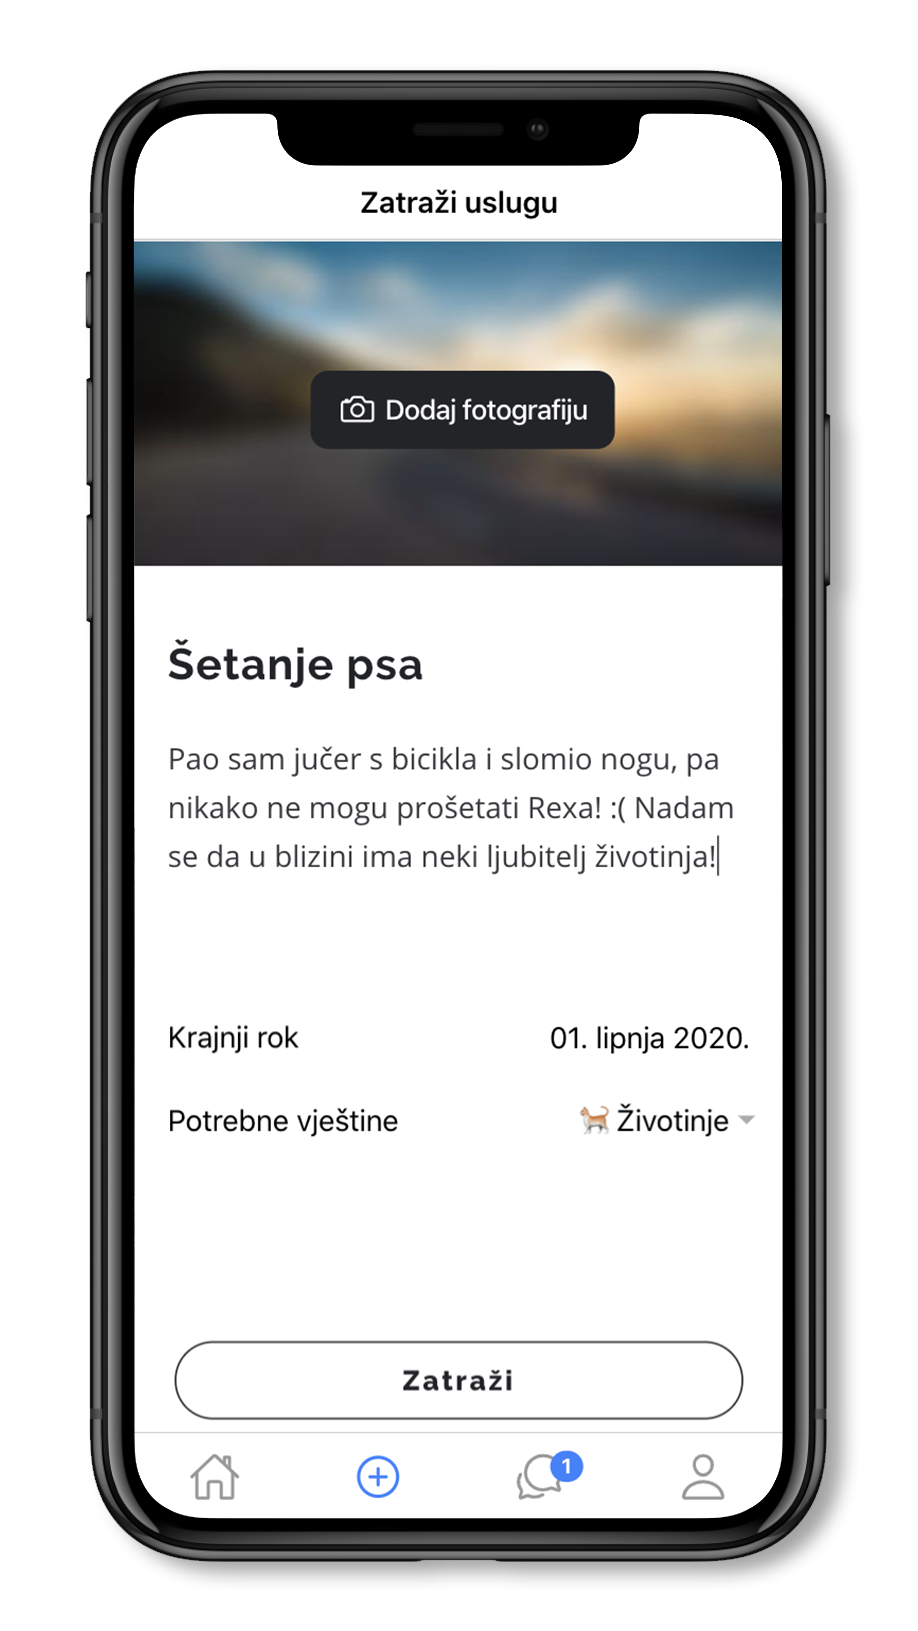 Zatraži uslugu
Dodaj fotografiju
Šetanje psa
Pao sam jučer s bicikla i slomio nogu, pa
nikako ne mogu prošetati Rexa! :( Nadam
se da u blizini ima neki ljubitelj životinja!
Krajnji rok 01. lipnja 2020.
Potrebne vještine 🐈 Životinje
Zatraži
1